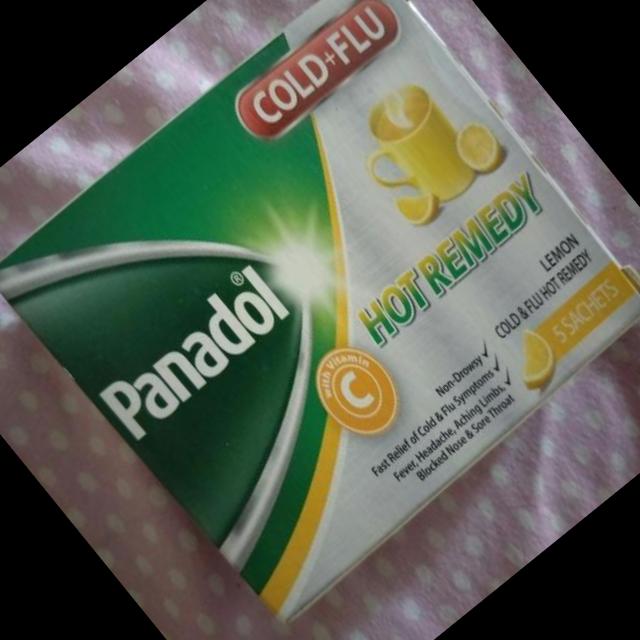 COLD+FLU
Panadol®
HOT REMEDY
with Vitamin
C
LEMON
COLD & FLU HOT REMEDY
5 SACHETS
Non-Drowsy ✓
Fast Relief of Cold & Flu Symptoms ✓
Fever, Headache, Aching Limbs, ✓
Blocked Nose & Sore Throat